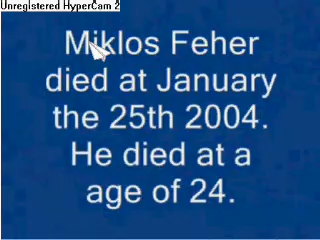 Unregistered HyperCam 2
Miklos Feher
died at January
the 25th 2004.
He died at a
age of 24.